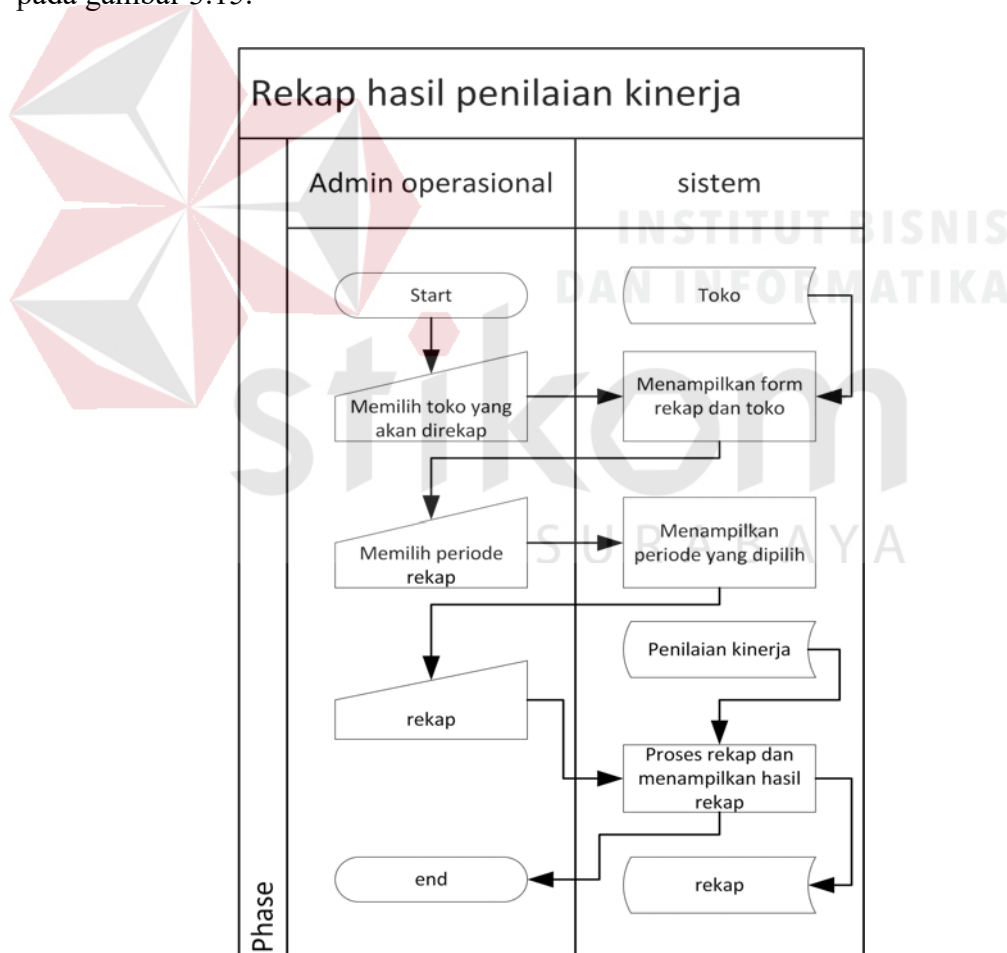 pada gambar 3.15.
Rekap hasil penilaian kinerja
Admin operasional
sistem
INSTITUT BISNIS
DAN INFORMATIKA
stikom
SURABAYA
Start
Toko
Memilih toko yang
akan direkap
Menampilkan form
rekap dan toko
Memilih periode
rekap
Menampilkan
periode yang dipilih
Penilaian kinerja
rekap
Proses rekap dan
menampilkan hasil
rekap
end
rekap
Phase